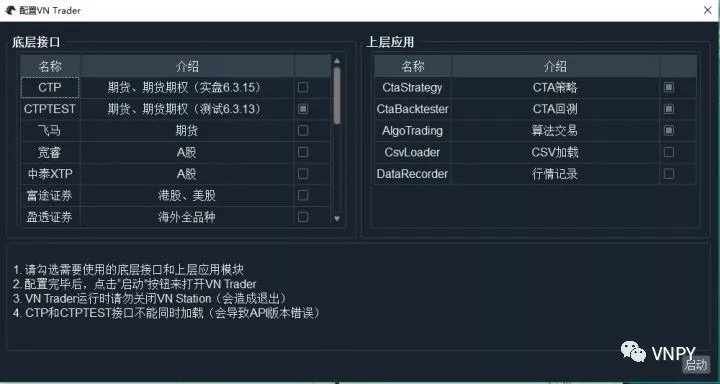 配置VN Trader
底层接口
名称 介绍
CTP 期货、期货期权（实盘6.3.15）
CTPTEST 期货、期货期权（测试6.3.13）
飞马 期货
宽睿 A股
中泰XTP A股
富途证券 港股、美股
盈透证券 海外全品种
上层应用
名称 介绍
CtaStrategy CTA策略
CtaBacktester CTA回测
AlgoTrading 算法交易
CsvLoader CSV加载
DataRecorder 行情记录
1. 请勾选需要使用的底层接口和上层应用模块
2. 配置完毕后，点击“启动”按钮来打开VN Trader
3. VN Trader运行时请勿关闭VN Station（会造成退出）
4. CTP和CTPTEST接口不能同时加载（会导致API版本错误）
VNPY
启动